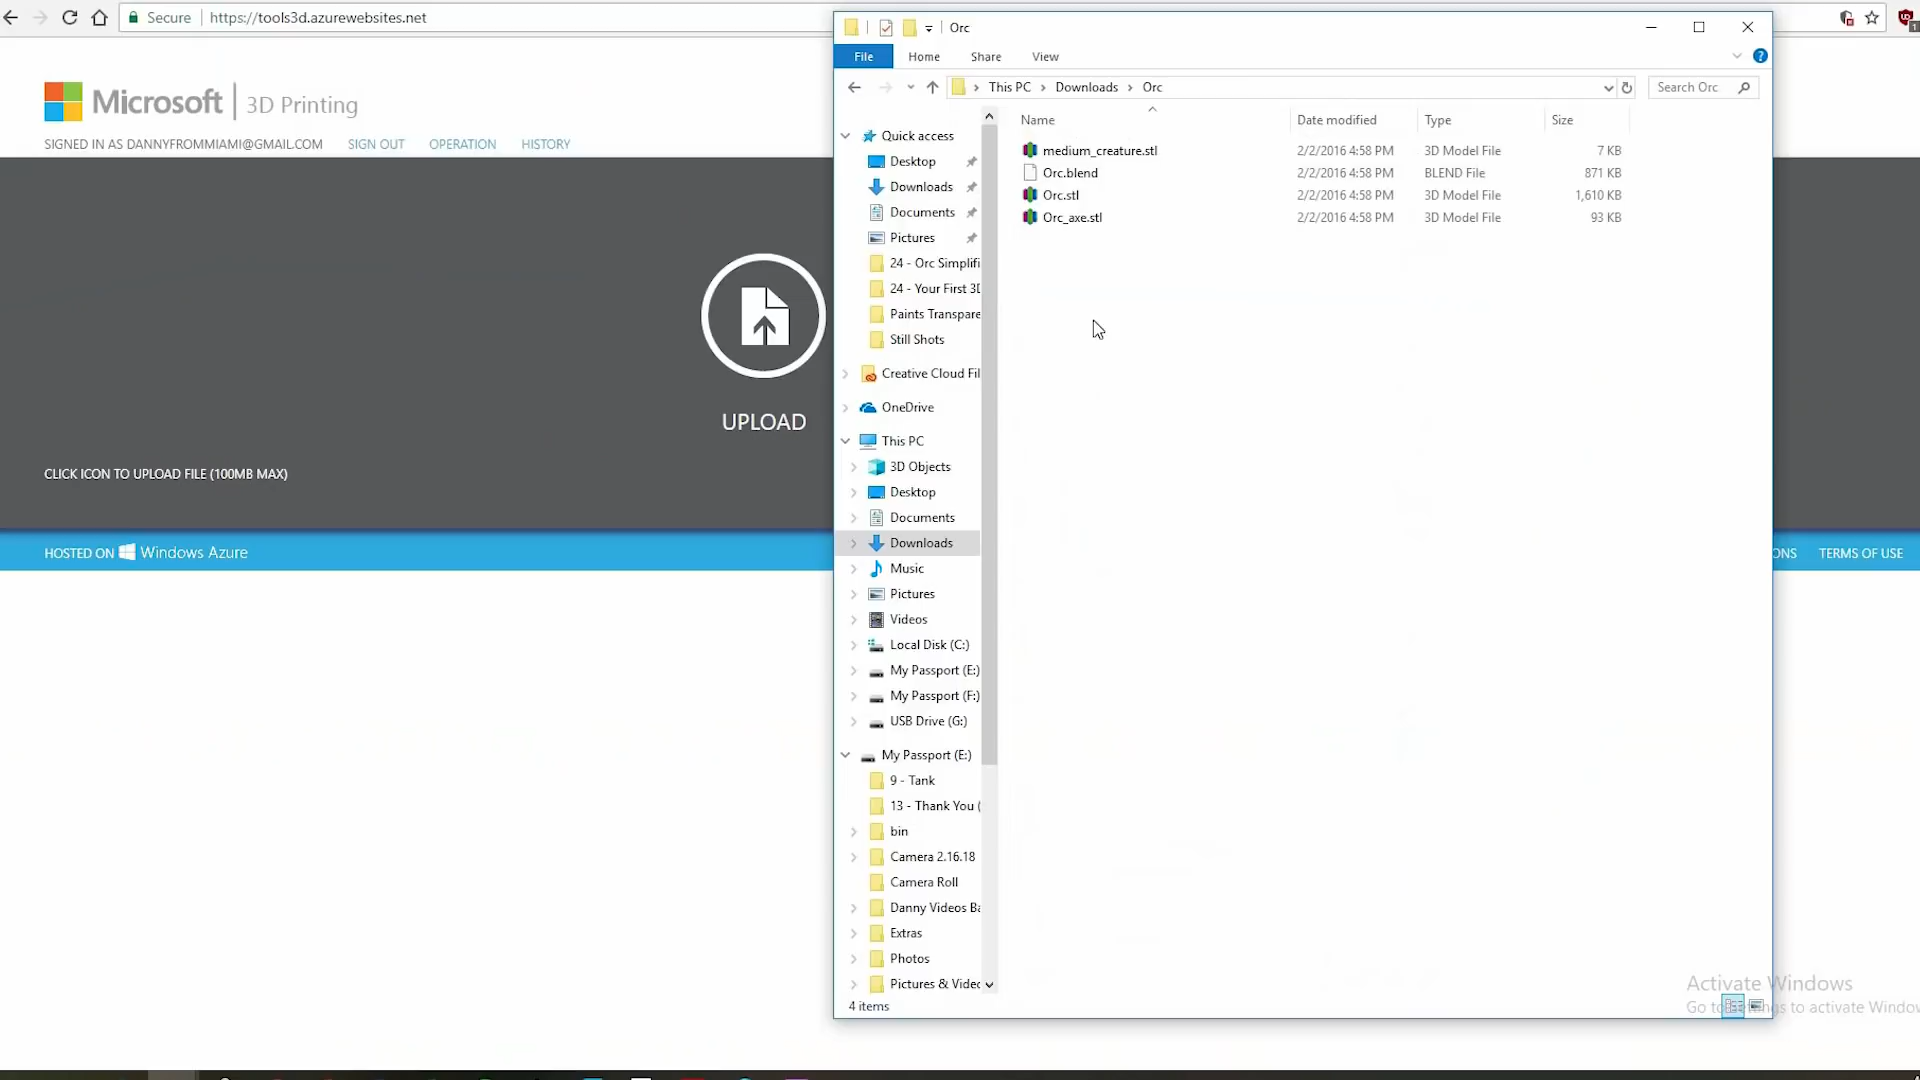 Secure
https://tools3d.azurewebsites.net
Microsoft
3D Printing
SIGNED IN AS DANNYFROMMIAMI@GMAIL.COM
SIGN OUT
OPERATION
HISTORY
UPLOAD
CLICK ICON TO UPLOAD FILE (100MB MAX)
HOSTED ON Windows Azure
ONS
TERMS OF USE
Orc
File
Home
Share
View
This PC
Downloads
Orc
Search Orc
Quick access
Desktop
Downloads
Documents
Pictures
24 - Orc Simplifi
24 - Your First 3D
Paints Transpare
Still Shots
Creative Cloud Fil
OneDrive
This PC
3D Objects
Desktop
Documents
Downloads
Music
Pictures
Videos
Local Disk (C:)
My Passport (E:)
My Passport (F:)
USB Drive (G:)
My Passport (E:)
9 - Tank
13 - Thank You (
bin
Camera 2.16.18
Camera Roll
Danny Videos Ba
Extras
Photos
Pictures & Videc
Name Date modified Type Size
medium_creature.stl 2/2/2016 4:58 PM 3D Model File 7 KB
Orc.blend 2/2/2016 4:58 PM BLEND File 871 KB
Orc.stl 2/2/2016 4:58 PM 3D Model File 1,610 KB
Orc_axe.stl 2/2/2016 4:58 PM 3D Model File 93 KB
4 items
Activate Windows
to activate Window